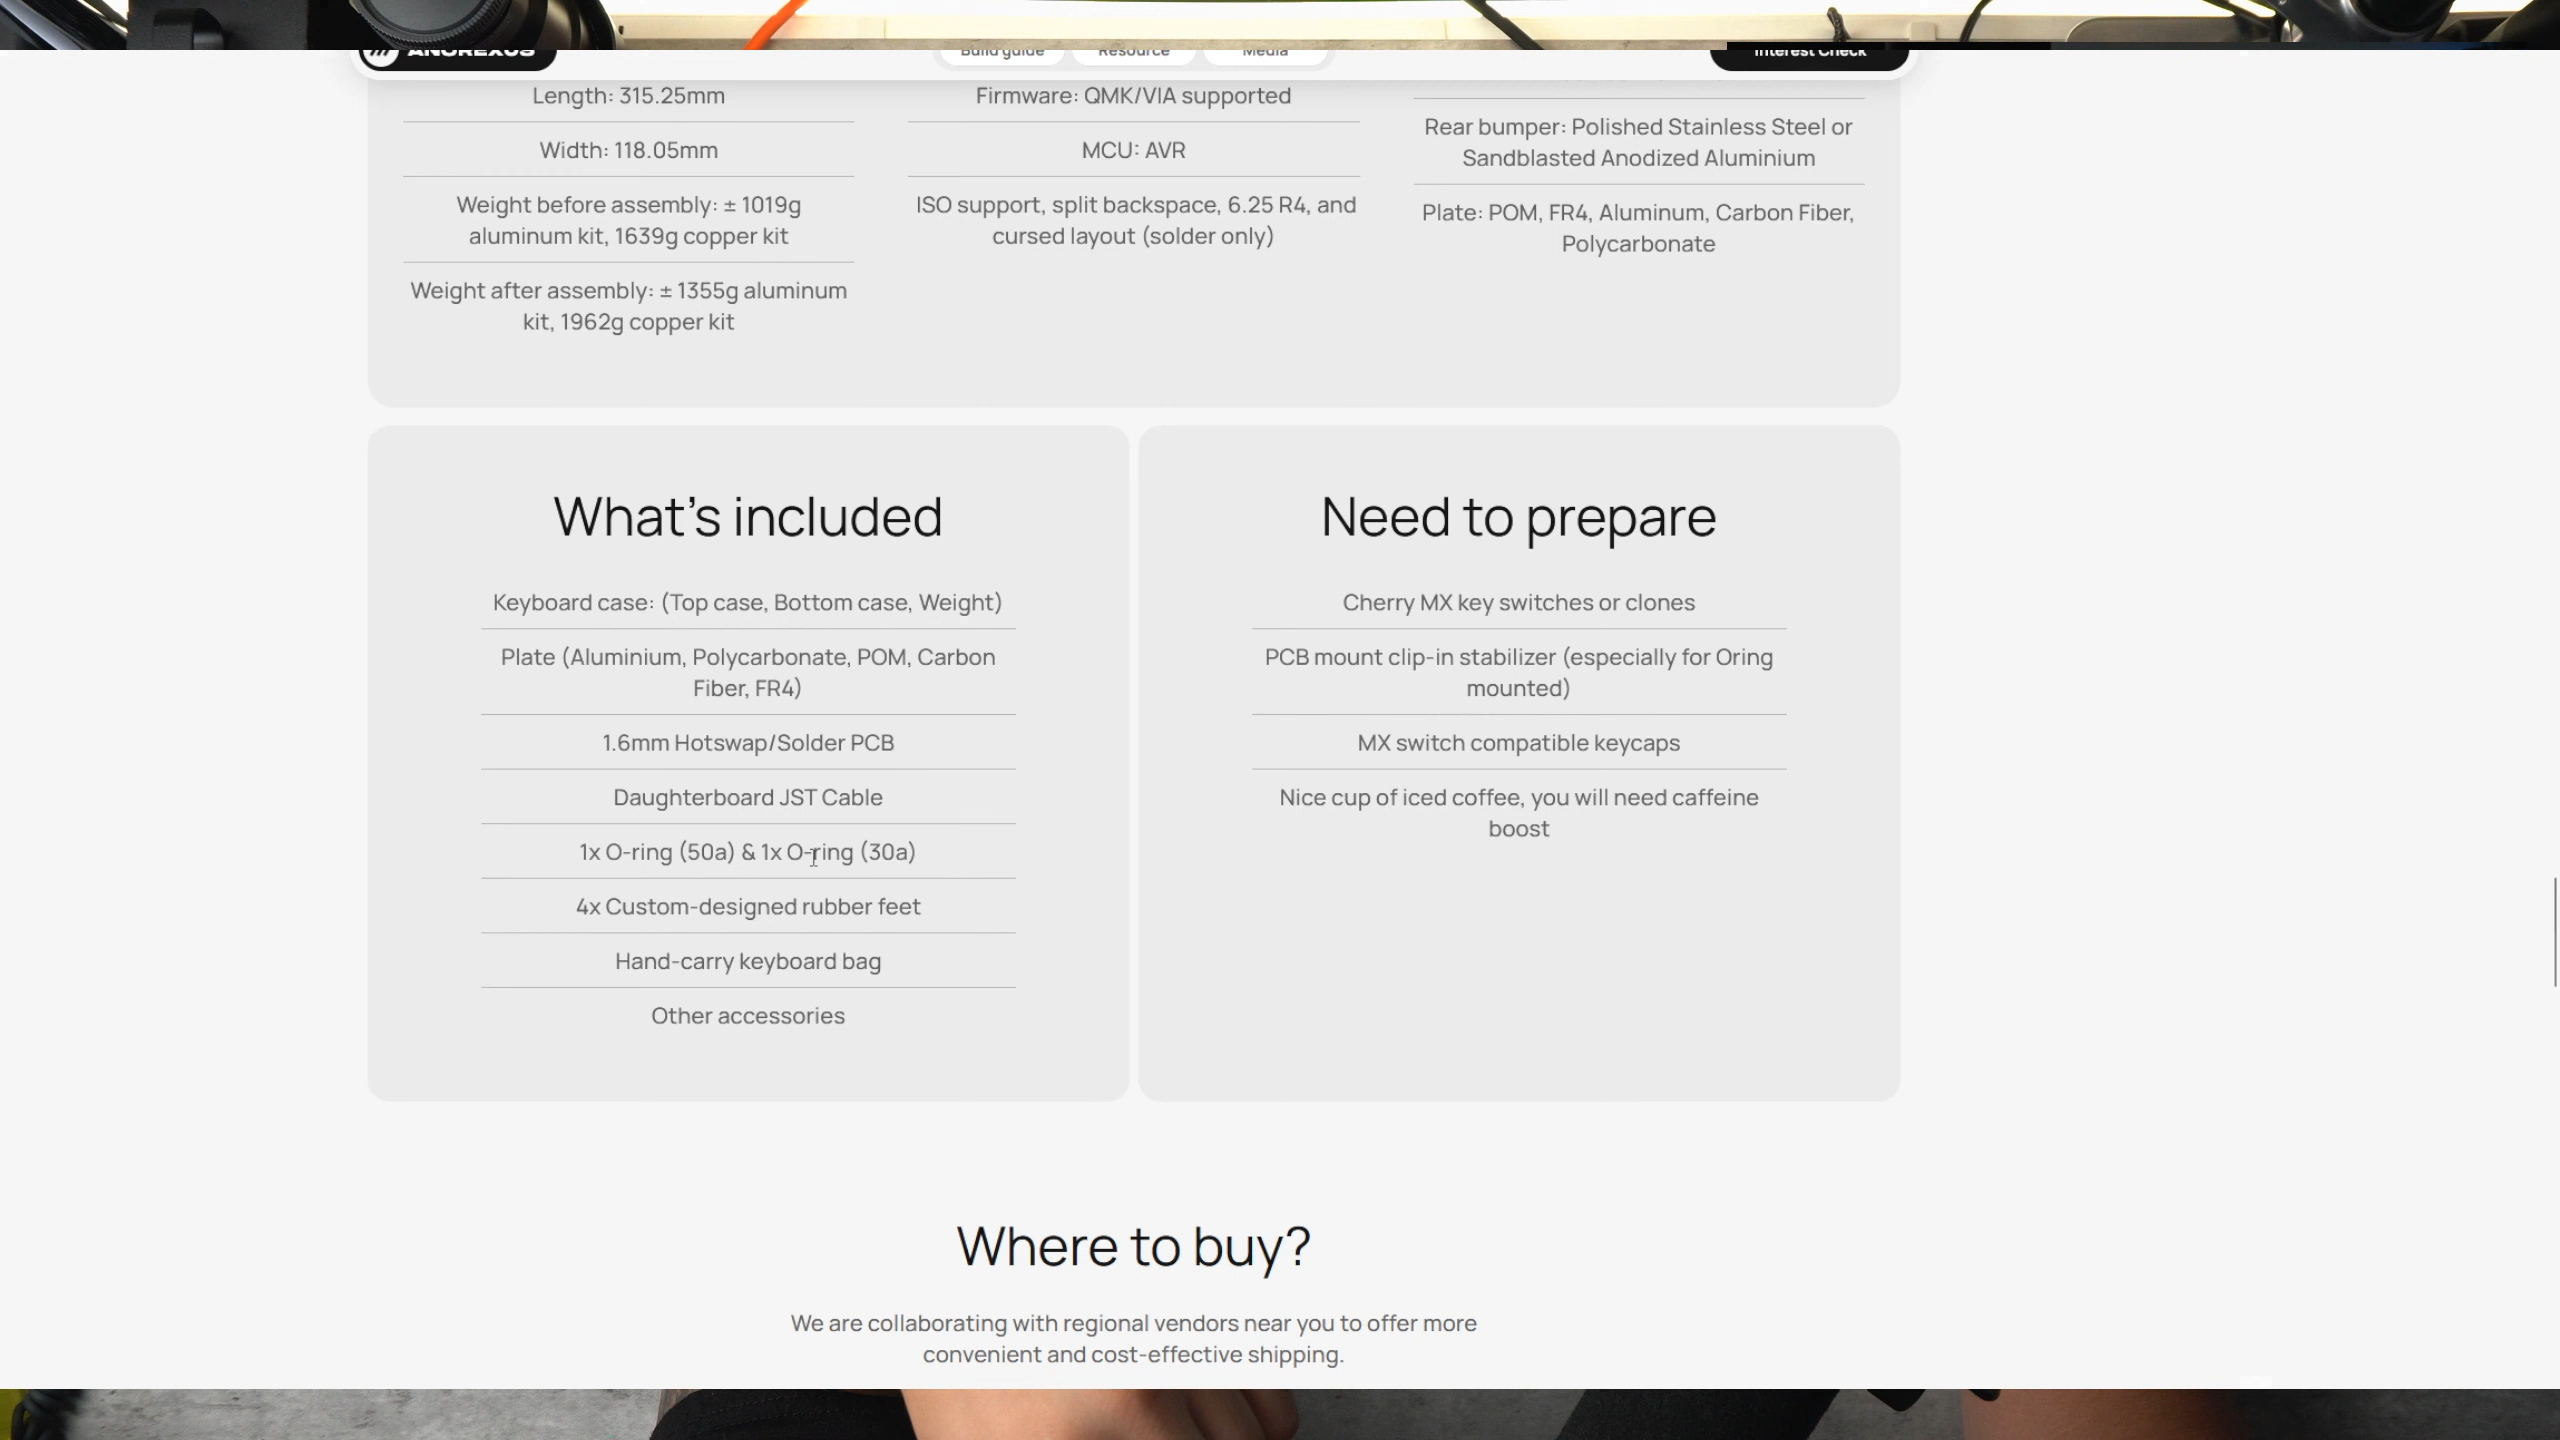 ANOREXUS
Build guide
Resource
Media
Interest Check
Length: 315.25mm
Width: 118.05mm
Weight before assembly: ± 1019g
aluminum kit, 1639g copper kit
Weight after assembly: ± 1355g aluminum
kit, 1962g copper kit
Firmware: QMK/VIA supported
MCU: AVR
ISO support, split backspace, 6.25 R4, and
cursed layout (solder only)
Rear bumper: Polished Stainless Steel or
Sandblasted Anodized Aluminium
Plate: POM, FR4, Aluminum, Carbon Fiber,
Polycarbonate
What's included
Keyboard case: (Top case, Bottom case, Weight)
Plate (Aluminium, Polycarbonate, POM, Carbon
Fiber, FR4)
1.6mm Hotswap/Solder PCB
Daughterboard JST Cable
1x O-ring (50a) & 1x O-ring (30a)
4x Custom-designed rubber feet
Hand-carry keyboard bag
Other accessories
Need to prepare
Cherry MX key switches or clones
PCB mount clip-in stabilizer (especially for Oring
mounted)
MX switch compatible keycaps
Nice cup of iced coffee, you will need caffeine
boost
Where to buy?
We are collaborating with regional vendors near you to offer more
convenient and cost-effective shipping.